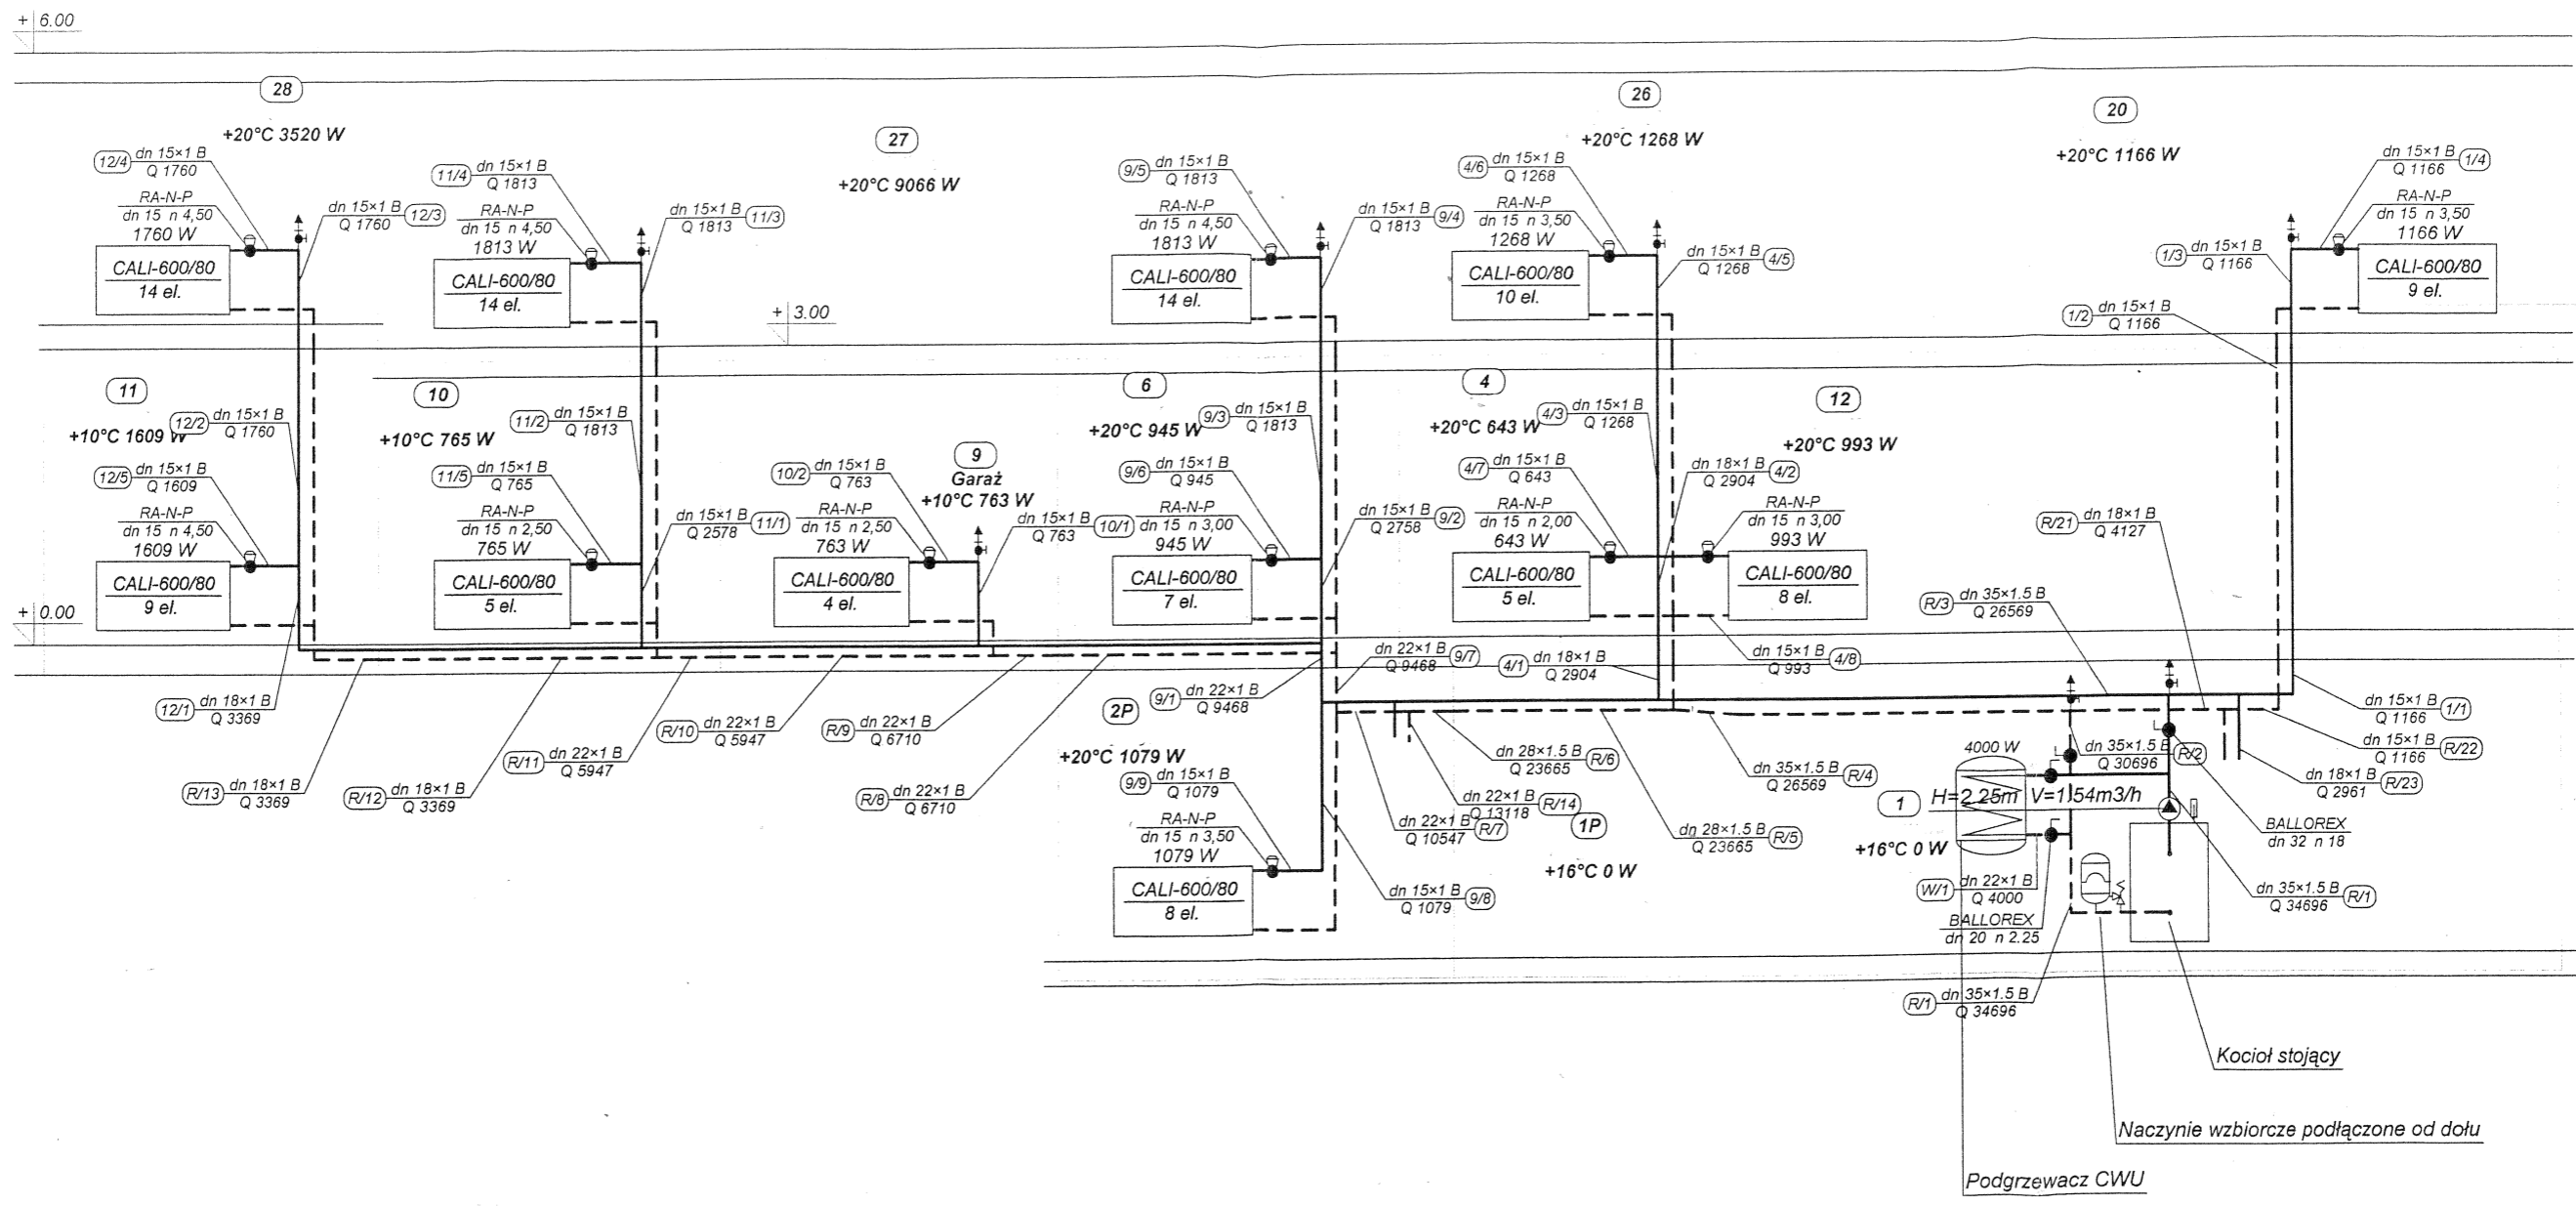 + 6.00
28
+20°C 3520 W
12/4 dn 15×1 B
Q 1760
RA-N-P
dn 15 n 4,50
1760 W
CALI-600/80
14 el.
dn 15×1 B 12/3
Q 1760
11/4 dn 15×1 B
Q 1813
RA-N-P
dn 15 n 4,50
1813 W
CALI-600/80
14 el.
dn 15×1 B 11/3
Q 1813
27
+20°C 9066 W
9/5 dn 15×1 B
Q 1813
RA-N-P
dn 15 n 4,50
1813 W
CALI-600/80
14 el.
dn 15×1 B 9/4
Q 1813
26
+20°C 1268 W
4/6 dn 15×1 B
Q 1268
RA-N-P
dn 15 n 3,50
1268 W
CALI-600/80
10 el.
dn 15×1 B 4/5
Q 1268
20
+20°C 1166 W
dn 15×1 B 1/4
Q 1166
RA-N-P
dn 15 n 3,50
1166 W
CALI-600/80
9 el.
1/3 dn 15×1 B
Q 1166
1/2 dn 15×1 B
Q 1166
+ 3.00
11
+10°C 1609 W
12/2 dn 15×1 B
Q 1760
12/5 dn 15×1 B
Q 1609
RA-N-P
dn 15 n 4,50
1609 W
CALI-600/80
9 el.
10
+10°C 765 W
11/2 dn 15×1 B
Q 1813
11/5 dn 15×1 B
Q 765
RA-N-P
dn 15 n 2,50
765 W
CALI-600/80
5 el.
dn 15×1 B 11/1
Q 2578
9
Garaż
+10°C 763 W
10/2 dn 15×1 B
Q 763
RA-N-P
dn 15 n 2,50
763 W
CALI-600/80
4 el.
dn 15×1 B 10/1
Q 763
6
+20°C 945 W
9/3 dn 15×1 B
Q 1813
9/6 dn 15×1 B
Q 945
RA-N-P
dn 15 n 3,00
945 W
CALI-600/80
7 el.
dn 15×1 B 9/2
Q 2758
4
+20°C 643 W
4/3 dn 15×1 B
Q 1268
4/7 dn 15×1 B
Q 643
RA-N-P
dn 15 n 2,00
643 W
CALI-600/80
5 el.
dn 18×1 B 4/2
Q 2904
12
+20°C 993 W
RA-N-P
dn 15 n 3,00
993 W
CALI-600/80
8 el.
R/21 dn 18×1 B
Q 4127
R/3 dn 35×1.5 B
Q 26569
+ 0.00
12/1 dn 18×1 B
Q 3369
R/13 dn 18×1 B
Q 3369
R/12 dn 18×1 B
Q 3369
R/11 dn 22×1 B
Q 5947
R/10 dn 22×1 B
Q 5947
R/9 dn 22×1 B
Q 6710
R/8 dn 22×1 B
Q 6710
9/1 dn 22×1 B
Q 9468
dn 22×1 B 9/7
Q 9468
4/1 dn 18×1 B
Q 2904
dn 15×1 B 4/8
Q 993
2P
+20°C 1079 W
9/9 dn 15×1 B
Q 1079
RA-N-P
dn 15 n 3,50
1079 W
CALI-600/80
8 el.
dn 15×1 B 9/8
Q 1079
dn 28×1.5 B R/6
Q 23665
dn 22×1 B R/14
Q 13118
dn 22×1 B R/7
Q 10547
1P
+16°C 0 W
dn 28×1.5 B R/5
Q 23665
dn 35×1.5 B R/4
Q 26569
4000 W
dn 35×1.5 B R/2
Q 30696
dn 15×1 B 1/1
Q 1166
dn 15×1 B R/22
Q 1166
dn 18×1 B R/23
Q 2961
1
H=2.25m V=1.54m3/h
+16°C 0 W
BALLOREX
dn 32 n 18
W/1 dn 22×1 B
Q 4000
BALLOREX
dn 20 n 2.25
dn 35×1.5 B R/1
Q 34696
R/1 dn 35×1.5 B
Q 34696
Kocioł stojący
Naczynie wzbiorcze podłączone od dołu
Podgrzewacz CWU